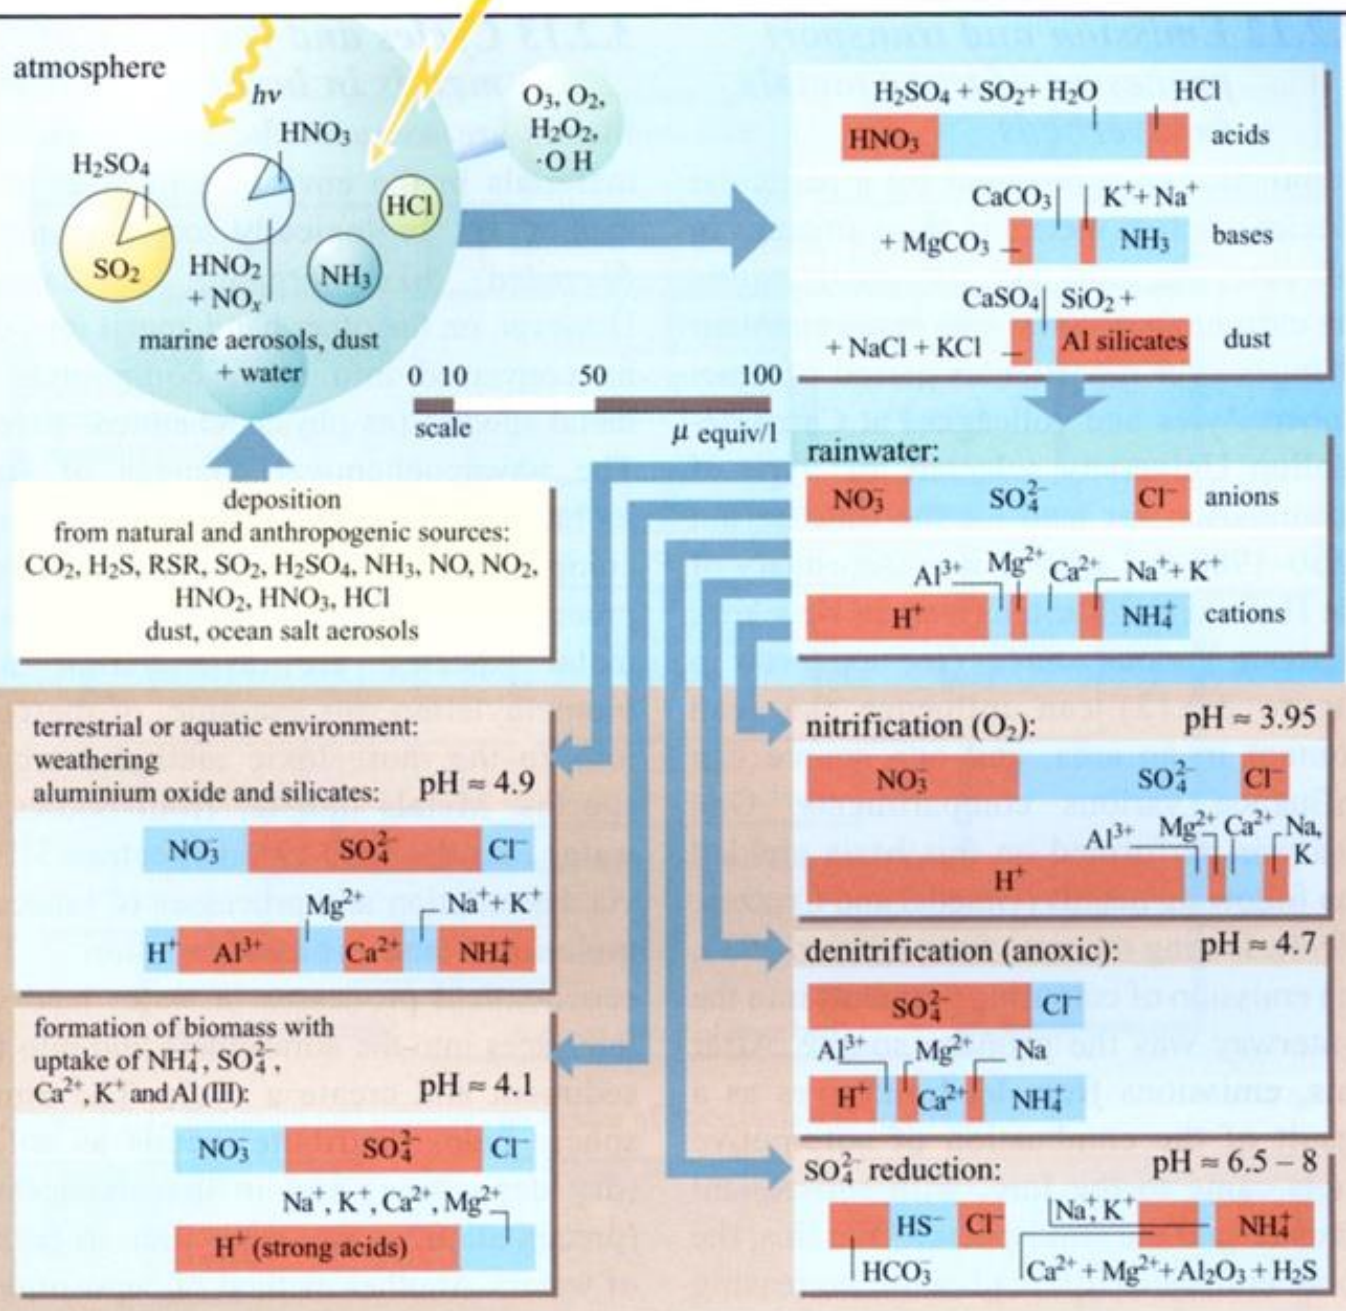 atmosphere
hν
HNO₃
H₂SO₄
SO₂
HNO₂
+ NOₓ
NH₃
HCl
marine aerosols, dust
+ water
O₃, O₂,
H₂O₂,
·O H
0 10 50 100
scale
μ equiv/l
deposition
from natural and anthropogenic sources:
CO₂, H₂S, RSR, SO₂, H₂SO₄, NH₃, NO, NO₂,
HNO₂, HNO₃, HCl
dust, ocean salt aerosols
H₂SO₄ + SO₂+ H₂O HCl
HNO₃ acids
CaCO₃ K⁺+ Na⁺
+ MgCO₃ NH₃ bases
CaSO₄ SiO₂ +
+ NaCl + KCl Al silicates dust
rainwater:
NO₃⁻ SO₄²⁻ Cl⁻ anions
Al³⁺ Mg²⁺ Ca²⁺ Na⁺+ K⁺
H⁺ NH₄⁺ cations
terrestrial or aquatic environment:
weathering
aluminium oxide and silicates: pH ≈ 4.9
NO₃⁻ SO₄²⁻ Cl⁻
Mg²⁺ Na⁺+ K⁺
H⁺ Al³⁺ Ca²⁺ NH₄⁺
formation of biomass with
uptake of NH₄⁺, SO₄²⁻,
Ca²⁺, K⁺ and Al (III): pH ≈ 4.1
NO₃⁻ SO₄²⁻ Cl⁻
Na⁺, K⁺, Ca²⁺, Mg²⁺
H⁺ (strong acids)
nitrification (O₂): pH ≈ 3.95
NO₃⁻ SO₄²⁻ Cl⁻
Al³⁺ Mg²⁺ Ca²⁺ Na,
K
H⁺
denitrification (anoxic): pH ≈ 4.7
SO₄²⁻ Cl⁻
Al³⁺ Mg²⁺ Na
H⁺ Ca²⁺ NH₄⁺
SO₄²⁻ reduction: pH ≈ 6.5 – 8
Na⁺, K⁺
HS⁻ Cl⁻ NH₄⁺
HCO₃⁻ Ca²⁺ + Mg²⁺+ Al₂O₃ + H₂S